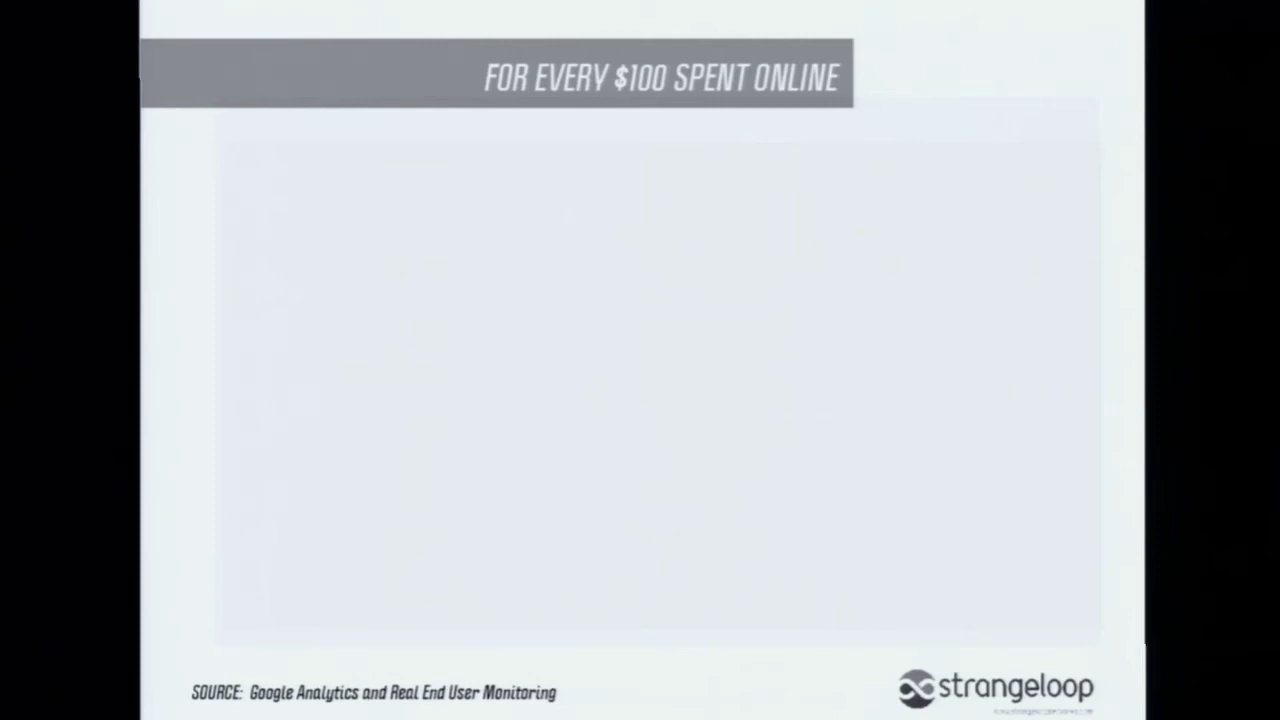 FOR EVERY $100 SPENT ONLINE
SOURCE: Google Analytics and Real End User Monitoring
strangeloop